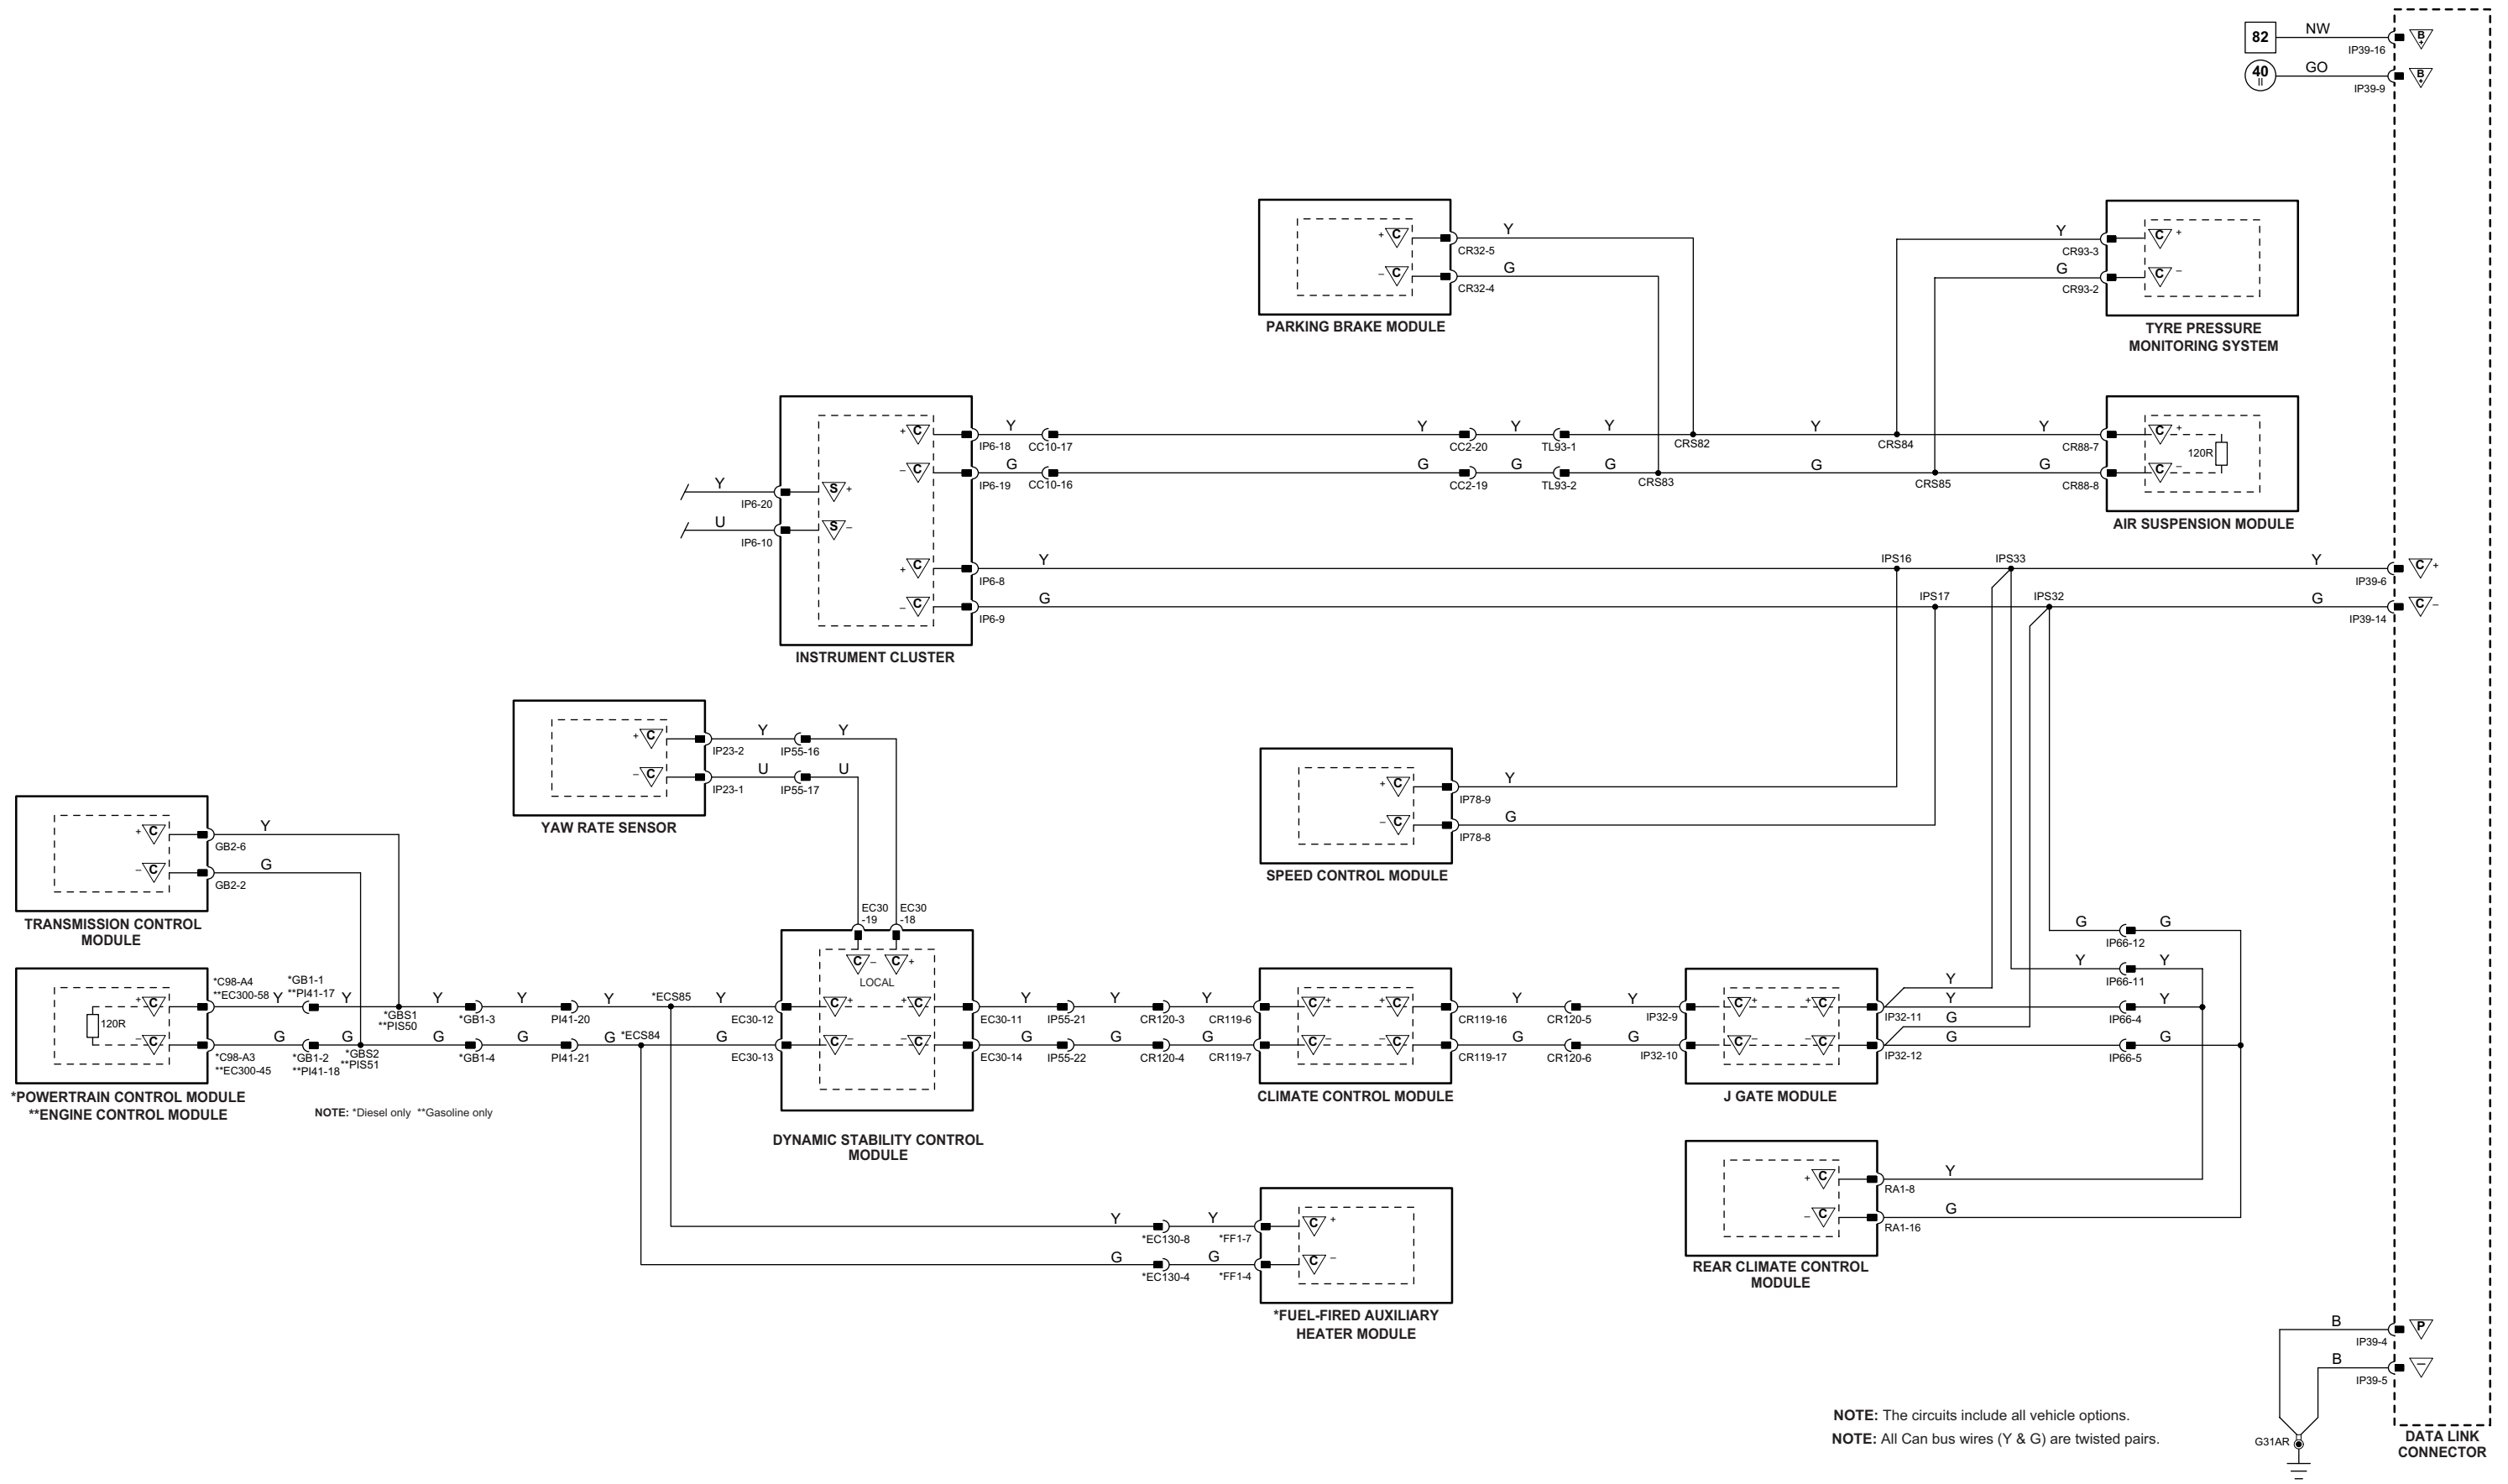 82
NW
IP39-16
B
+
40
II
GO
IP39-9
B
+
+ C
Y
CR32-5
– C
G
CR32-4
PARKING BRAKE MODULE
Y
CR93-3
C +
G
CR93-2
C –
TYRE PRESSURE
MONITORING SYSTEM
+ C
IP6-18
Y
CC10-17
Y
CC2-20
Y
TL93-1
Y
CRS82
Y
CRS84
Y
CR88-7
C +
– C
IP6-19
G
CC10-16
G
CC2-19
G
TL93-2
G
CRS83
G
CRS85
G
CR88-8
C –
120R
AIR SUSPENSION MODULE
Y
IP6-20
S +
U
IP6-10
S –
+ C
IP6-8
Y
IPS16
IPS33
Y
IP39-6
C +
– C
IP6-9
G
IPS17
IPS32
G
IP39-14
C –
INSTRUMENT CLUSTER
+ C
IP23-2
Y
IP55-16
Y
– C
IP23-1
U
IP55-17
U
YAW RATE SENSOR
+ C
IP78-9
Y
– C
IP78-8
G
SPEED CONTROL MODULE
+ C
GB2-6
Y
– C
GB2-2
G
TRANSMISSION CONTROL
MODULE
EC30
-19
EC30
-18
C –
C +
LOCAL
G
IP66-12
G
Y
IP66-11
Y
120R
+ C
*C98-A4
**EC300-58
Y
*GB1-1
**PI41-17
Y
*GBS1
**PIS50
Y
*GB1-3
Y
PI41-20
Y
*ECS85
Y
EC30-12
C +
+ C
EC30-11
Y
IP55-21
Y
CR120-3
Y
CR119-6
C +
+ C
CR119-16
Y
CR120-5
Y
IP32-9
C +
+ C
IP32-11
Y
Y
IP66-4
Y
– C
*C98-A3
**EC300-45
G
*GB1-2
**PI41-18
G
*GBS2
**PIS51
G
*GB1-4
G
PI41-21
G
*ECS84
G
EC30-13
C –
– C
EC30-14
G
IP55-22
G
CR120-4
G
CR119-7
C –
– C
CR119-17
G
CR120-6
G
IP32-10
C –
– C
IP32-12
G
G
IP66-5
G
*POWERTRAIN CONTROL MODULE
**ENGINE CONTROL MODULE
NOTE: *Diesel only **Gasoline only
DYNAMIC STABILITY CONTROL
MODULE
CLIMATE CONTROL MODULE
J GATE MODULE
+ C
RA1-8
Y
– C
RA1-16
G
REAR CLIMATE CONTROL
MODULE
Y
*EC130-8
Y
*FF1-7
C +
G
*EC130-4
G
*FF1-4
C –
*FUEL-FIRED AUXILIARY
HEATER MODULE
B
IP39-4
P
B
IP39-5
–
G31AR
NOTE: The circuits include all vehicle options.
NOTE: All Can bus wires (Y & G) are twisted pairs.
DATA LINK
CONNECTOR